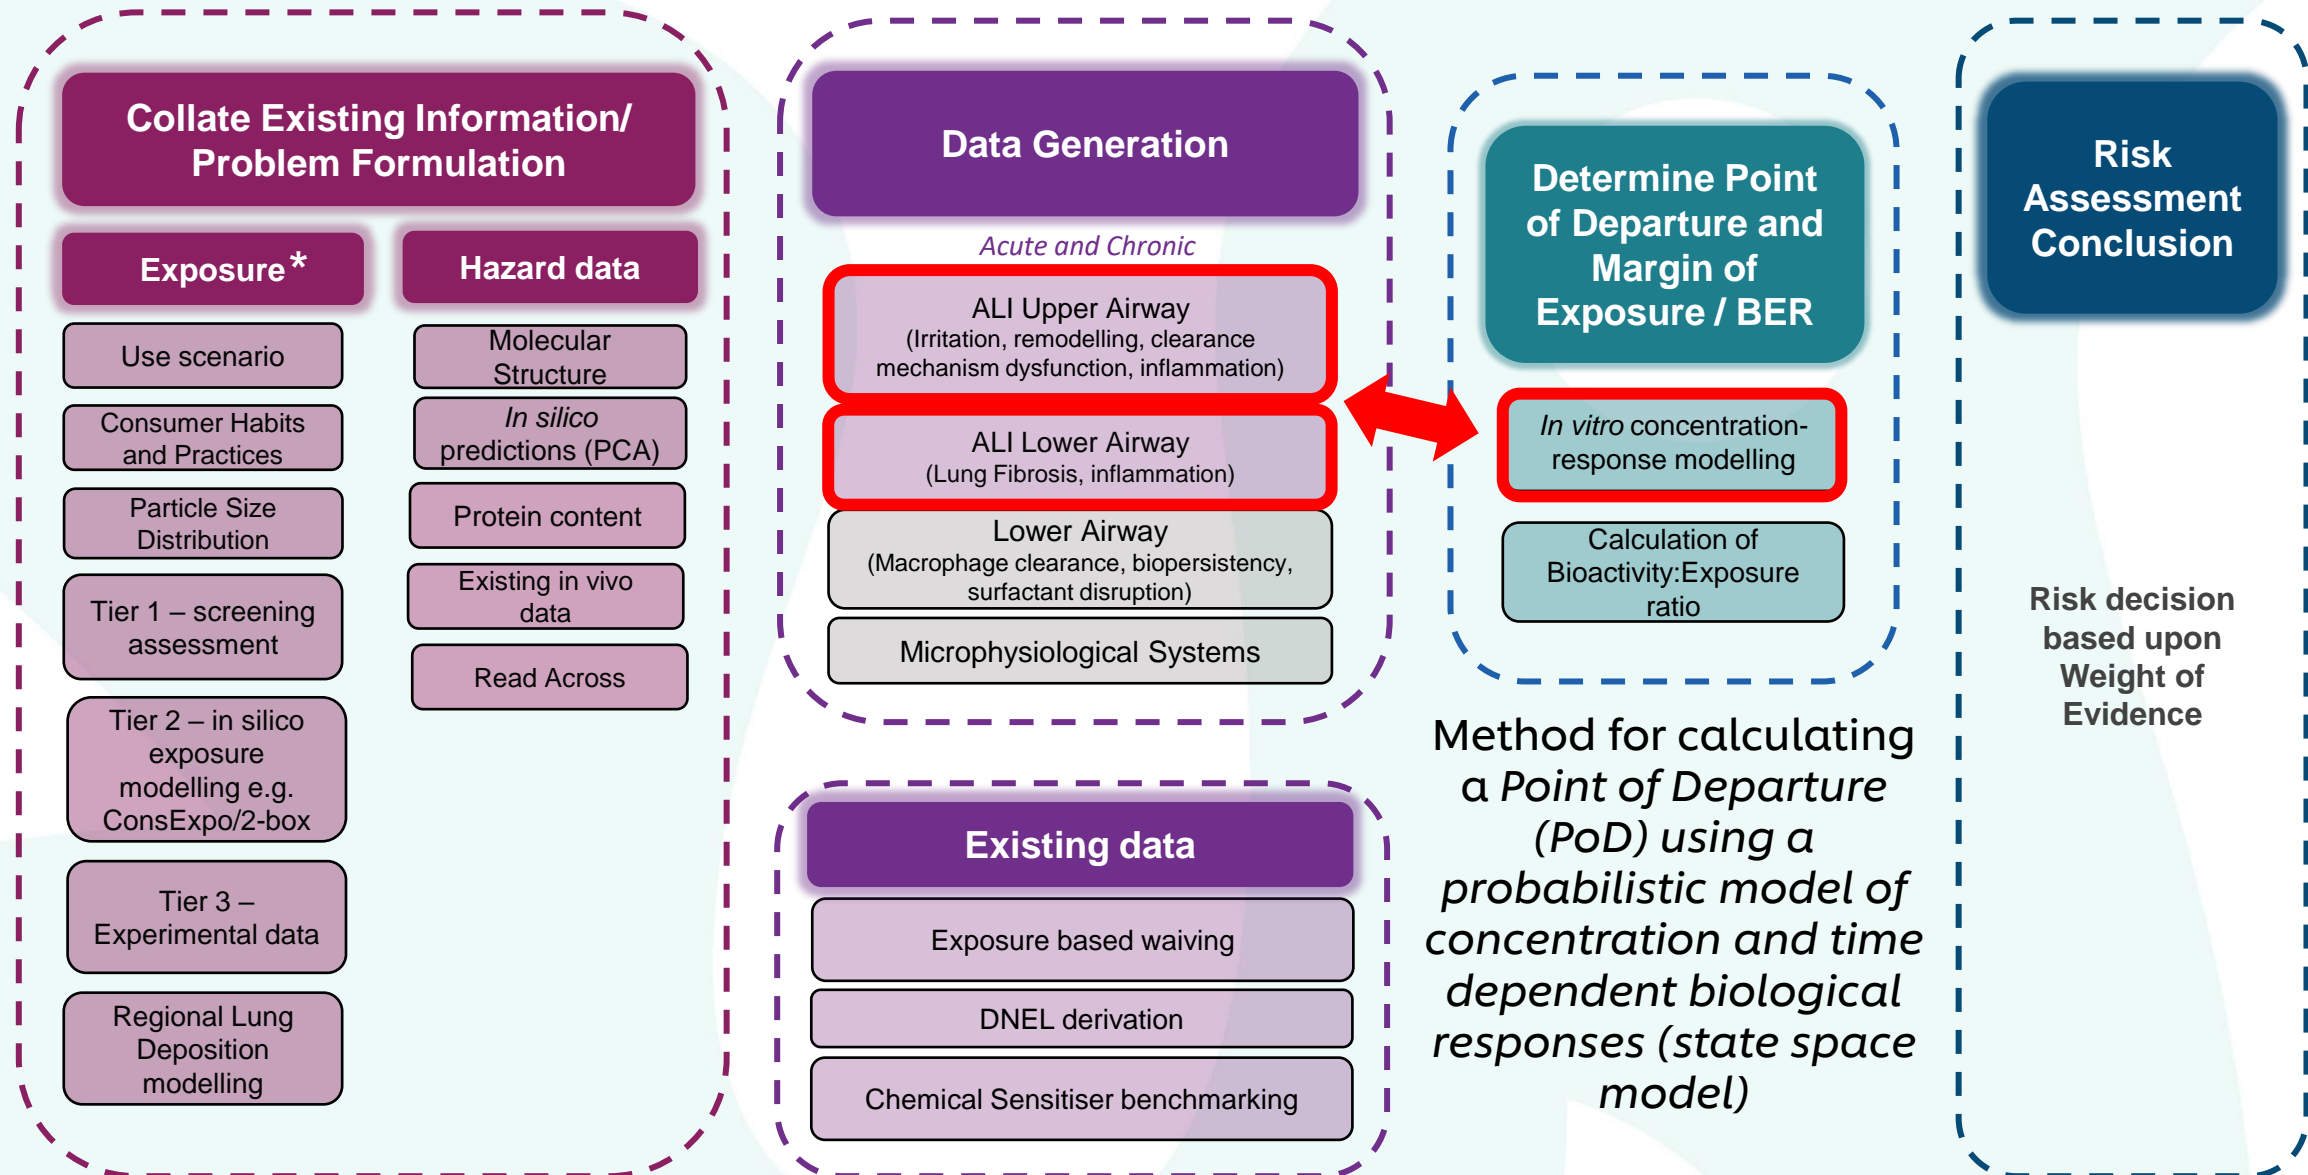 Collate Existing Information/
Problem Formulation
Exposure*
Use scenario
Consumer Habits
and Practices
Particle Size
Distribution
Tier 1 – screening
assessment
Tier 2 – in silico
exposure
modelling e.g.
ConsExpo/2-box
Tier 3 –
Experimental data
Regional Lung
Deposition
modelling
Hazard data
Molecular
Structure
In silico
predictions (PCA)
Protein content
Existing in vivo
data
Read Across
Data Generation
Acute and Chronic
ALI Upper Airway
(Irritation, remodelling, clearance
mechanism dysfunction, inflammation)
ALI Lower Airway
(Lung Fibrosis, inflammation)
Lower Airway
(Macrophage clearance, biopersistency,
surfactant disruption)
Microphysiological Systems
Existing data
Exposure based waiving
DNEL derivation
Chemical Sensitiser benchmarking
Determine Point
of Departure and
Margin of
Exposure / BER
In vitro concentration-
response modelling
Calculation of
Bioactivity:Exposure
ratio
Method for calculating
a Point of Departure
(PoD) using a
probabilistic model of
concentration and time
dependent biological
responses (state space
model)
Risk
Assessment
Conclusion
Risk decision
based upon
Weight of
Evidence